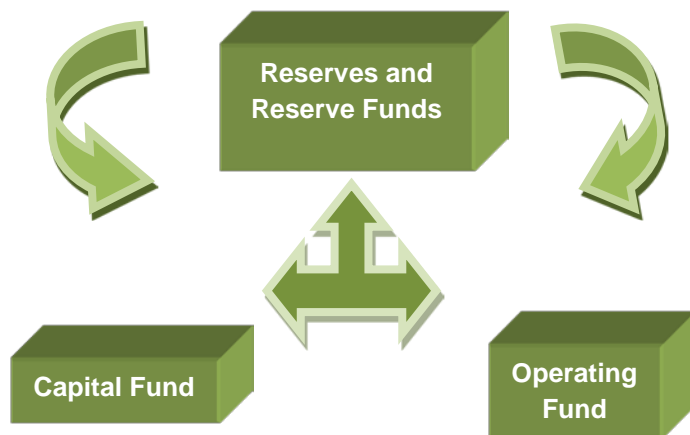 Reserves and
Reserve Funds
Capital Fund
Operating
Fund